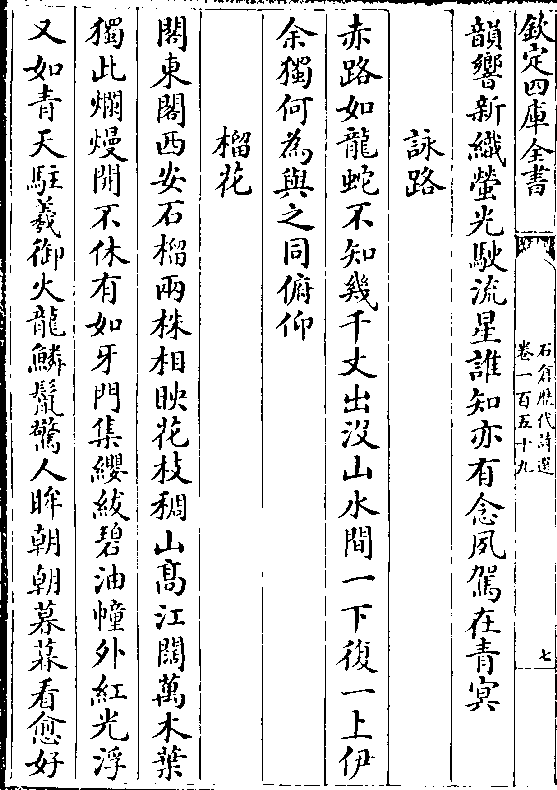 欽定四庫全書
石倉歷代詩選
卷一百五十九
七
韻響新織螢光駛流星誰知亦有念夙駕在青冥
詠路
赤路如龍蛇不知幾千丈出沒山水間一下復一上伊
余獨何為與之同俯仰
榴花
閣東閣西安石榴兩株相映花枝稠山髙江闊萬木葉
獨此爛熳開不休有如牙門集纓紱碧油幢外紅光浮
又如青天駐羲御火龍鱗鬛驚人眸朝朝暮暮看愈好